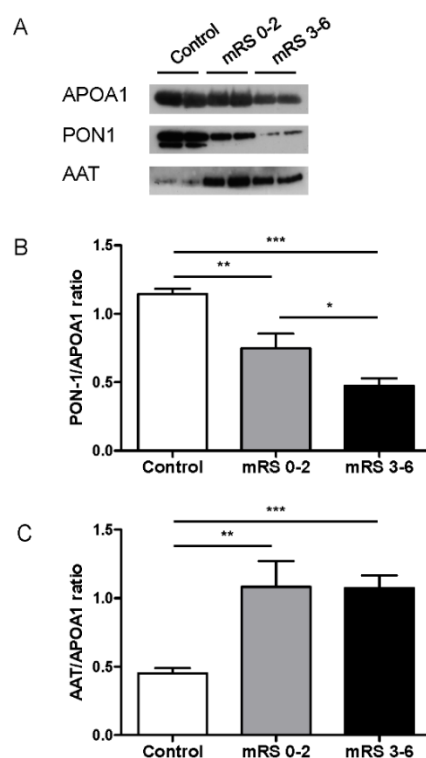 A
Control mRS 0-2 mRS 3-6
APOA1
PON1
AAT
B
PON-1/APOA1 ratio
1.5
1.0
0.5
0.0
***
**
*
Control mRS 0-2 mRS 3-6
C
AAT/APOA1 ratio
1.5
1.0
0.5
0.0
***
**
Control mRS 0-2 mRS 3-6